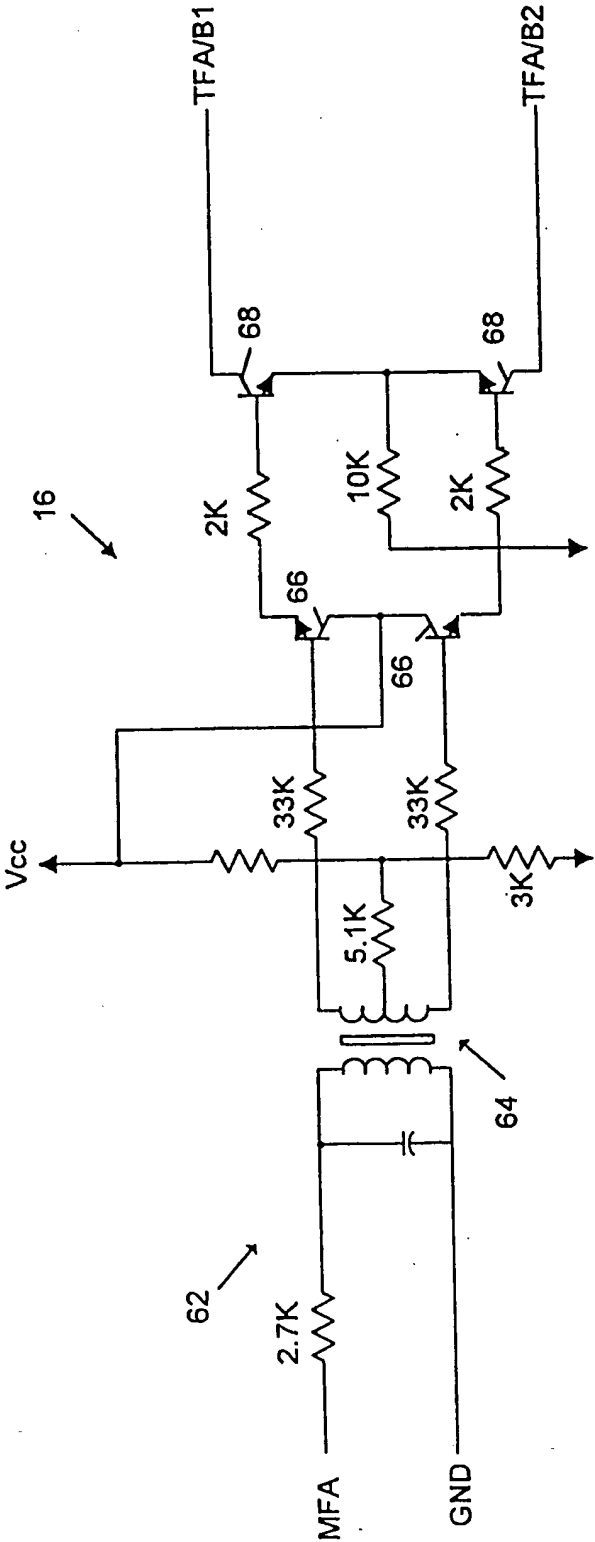 16
TFA/B1
TFA/B2
Vcc
68
68
2K
10K
2K
66
66
33K
33K
5.1K
3K
64
62
2.7K
MFA
GND